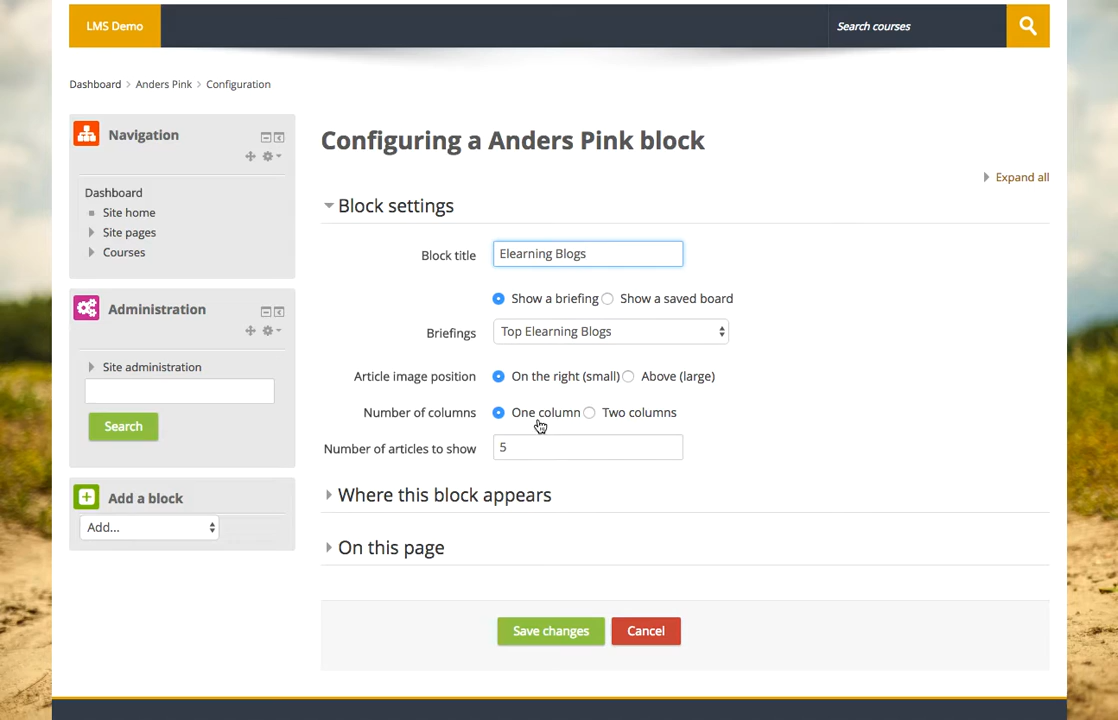 LMS Demo
Search courses
Dashboard > Anders Pink > Configuration
Navigation
Dashboard
Site home
Site pages
Courses
Administration
Site administration
Search
Add a block
Add...
Configuring a Anders Pink block
Expand all
Block settings
Block title Elearning Blogs
Show a briefing Show a saved board
Briefings Top Elearning Blogs
Article image position On the right (small) Above (large)
Number of columns One column Two columns
Number of articles to show 5
Where this block appears
On this page
Save changes Cancel